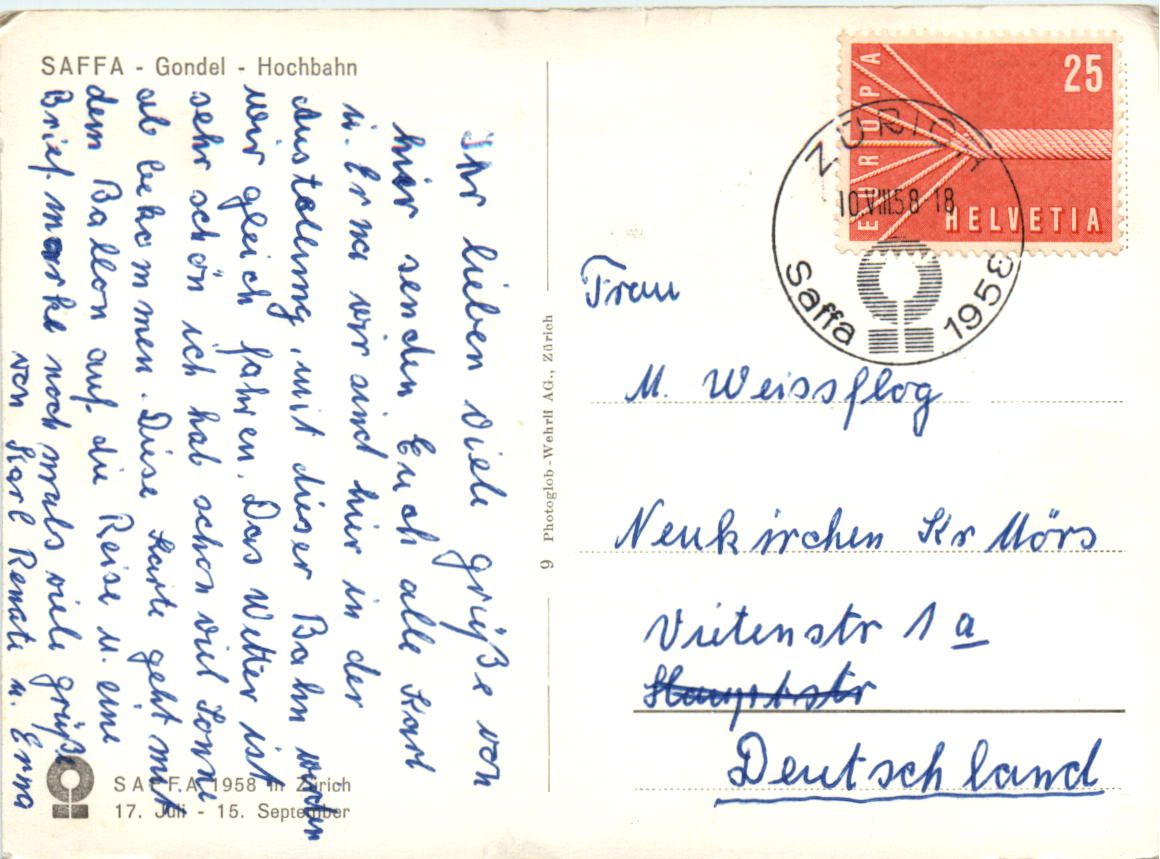 SAFFA - Gondel - Hochbahn
Ihr lieben viele grüße von
hier senden Euch alle Karl
u. Erna wir sind hier in der
Austellung, mit dieser Bahn
wir gleich fahren. Das Wetter ist
sehr schön ich hab schon viel Sonne
ab bekommen. Diese Karte geht mit
dem Ballon auf die Reise u. eine
Brief.marke nochmals viele grüße
von Karl Renate u. Erna
SAFFA 1958 in Zürich
17. Juli - 15. September
9 Photoglob-Wehrli AG., Zürich
EUROPA
25
HELVETIA
ZÜRICH
10.VIII.58 18
Saffa 1958
Frau
M. Weissflog
Neukirchen Kr Mörs
Vietenstr 1 a
Hauptstr
Deutschland